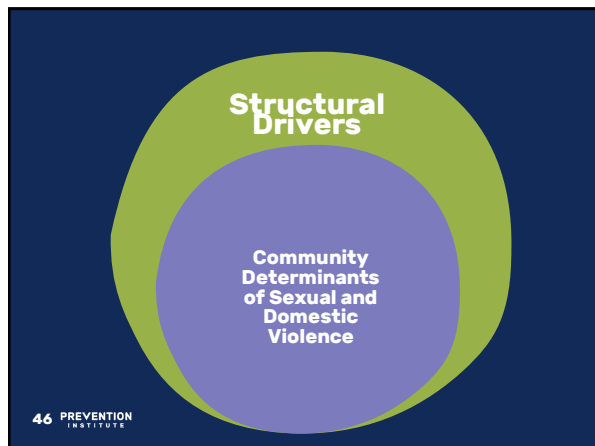 Structural
Drivers
Community
Determinants
of Sexual and
Domestic
Violence
46 PREVENTION
INSTITUTE